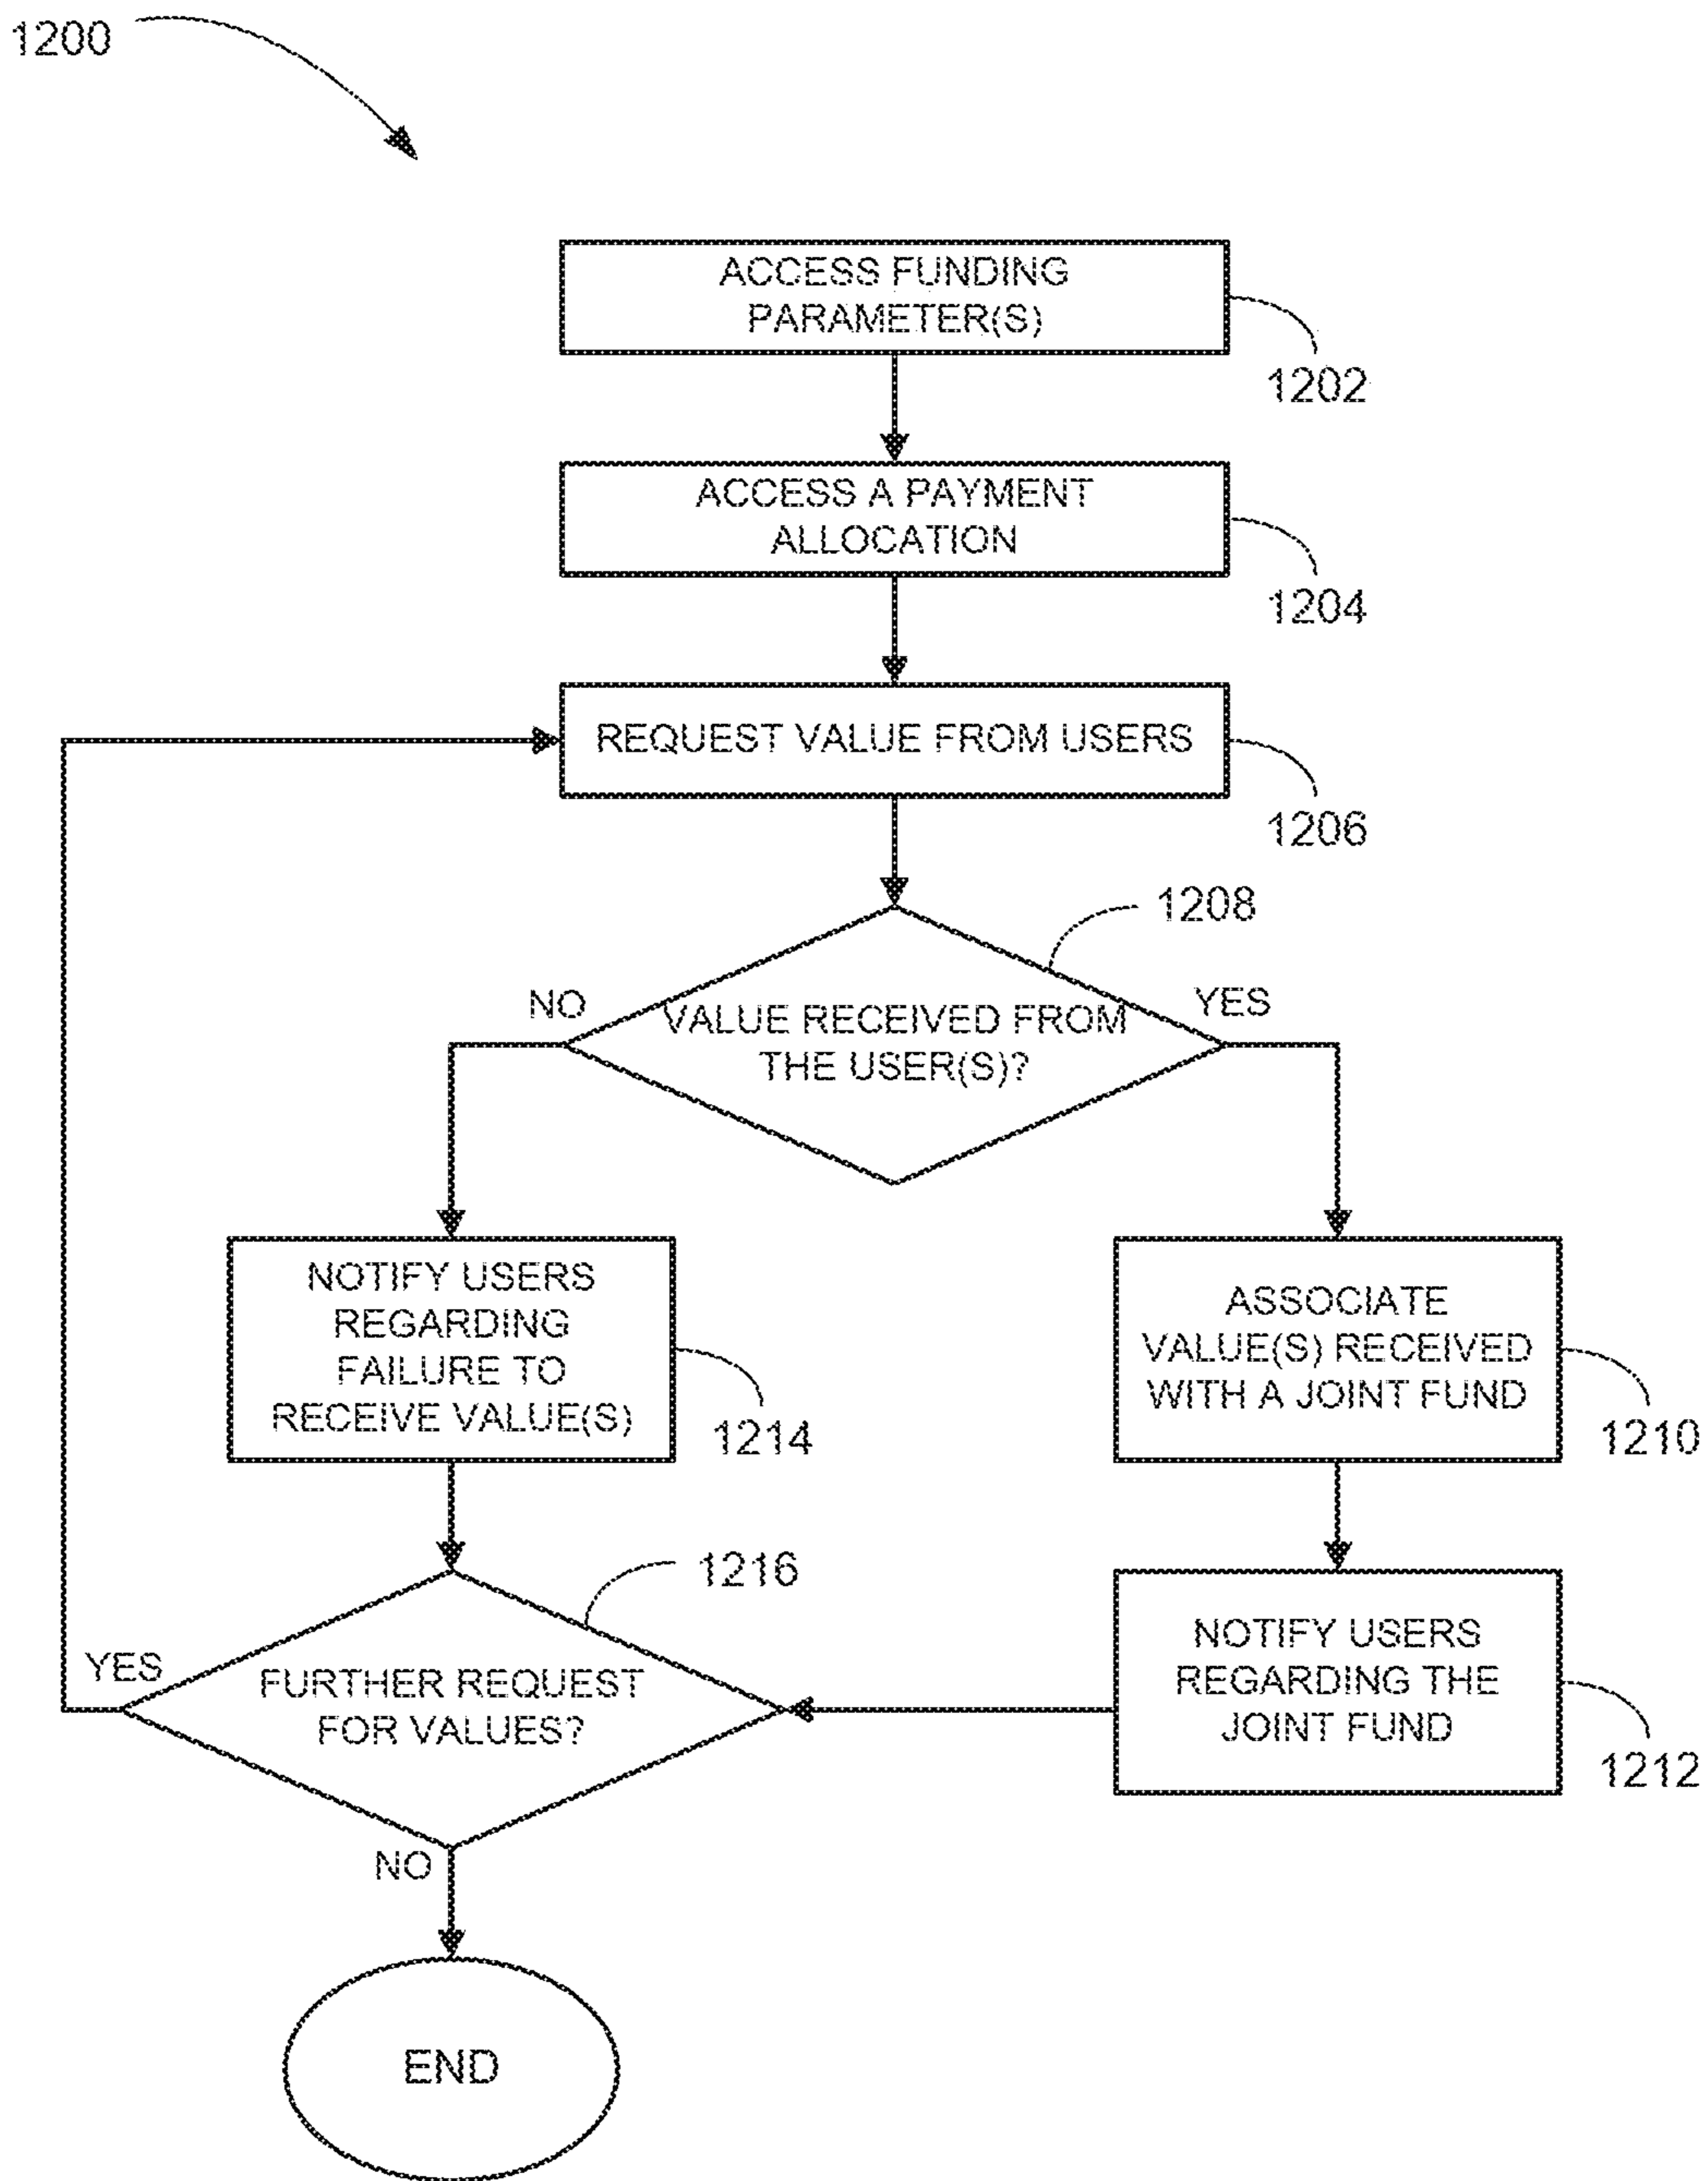 1200
ACCESS FUNDING
PARAMETER(S)
1202
ACCESS A PAYMENT
ALLOCATION
1204
REQUEST VALUE FROM USERS
1206
1208
NO
YES
VALUE RECEIVED FROM
THE USER(S)?
NOTIFY USERS
REGARDING
FAILURE TO
RECEIVE VALUE(S)
1214
ASSOCIATE
VALUE(S) RECEIVED
WITH A JOINT FUND
1210
1216
YES
FURTHER REQUEST
FOR VALUES?
NOTIFY USERS
REGARDING THE
JOINT FUND
1212
NO
END